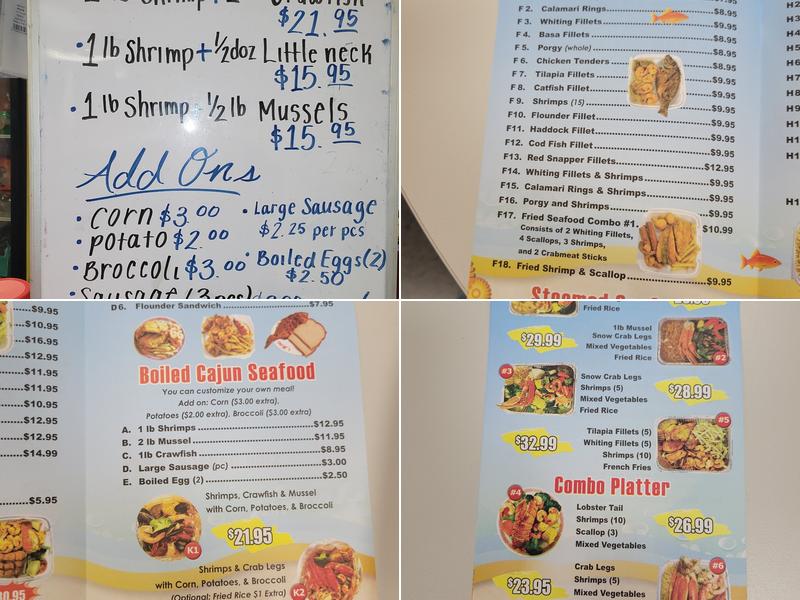 $21.95
• 1 lb Shrimp + 1/2 doz Little neck
$15.95
• 1 lb Shrimp + 1/2 lb Mussels
$15.95
Add Ons
• Corn $3.00
• Potato $2.00
• Broccoli $3.00
• Large Sausage
$2.25 per pcs
• Boiled Eggs (2)
$2.50
F 2. Calamari Rings
F 3. Whiting Fillets
F 4. Basa Fillets
F 5. Porgy (whole)
F 6. Chicken Tenders
F 7. Tilapia Fillets
F 8. Catfish Fillet
F 9. Shrimps (15)
F10. Flounder Fillet
F11. Haddock Fillet
F12. Cod Fish Fillet
F13. Red Snapper Fillets
F14. Whiting Fillets & Shrimps
F15. Calamari Rings & Shrimps
F16. Porgy and Shrimps
F17. Fried Seafood Combo #1.
Consists of 2 Whiting Fillets,
4 Scallops, 3 Shrimps,
and 2 Crabmeat Sticks
F18. Fried Shrimp & Scallop
$8.95
$9.95
$8.95
$9.95
$8.95
$9.95
$9.95
$9.95
$9.95
$9.95
$9.95
$12.95
$9.95
$9.95
$9.95
$10.99
$9.95
$9.95
$10.95
$16.95
$12.95
$11.95
$11.95
$10.95
$12.95
$12.95
$14.99
$5.95
D6. Flounder Sandwich $7.95
Boiled Cajun Seafood
You can customize your own meal!
Add on: Corn ($3.00 extra),
Potatoes ($2.00 extra), Broccoli ($3.00 extra)
A. 1 lb Shrimps $12.95
B. 2 lb Mussel $11.95
C. 1lb Crawfish $8.95
D. Large Sausage (pc) $3.00
E. Boiled Egg (2) $2.50
Shrimps, Crawfish & Mussel
with Corn, Potatoes, & Broccoli
$21.95
K1
Shrimps & Crab Legs
with Corn, Potatoes, & Broccoli
(Optional: Fried Rice $1 Extra)
K2
Fried Rice
$29.99
1lb Mussel
Snow Crab Legs
Mixed Vegetables
Fried Rice
#2
#3
Snow Crab Legs
Shrimps (5)
Mixed Vegetables
Fried Rice
$28.99
$32.99
Tilapia Fillets (5)
Whiting Fillets (5)
Shrimps (10)
French Fries
#5
Combo Platter
#4
Lobster Tail
Shrimps (10)
Scallop (3)
Mixed Vegetables
$26.99
$23.95
Crab Legs
Shrimps (5)
Mixed Vegetables
#6